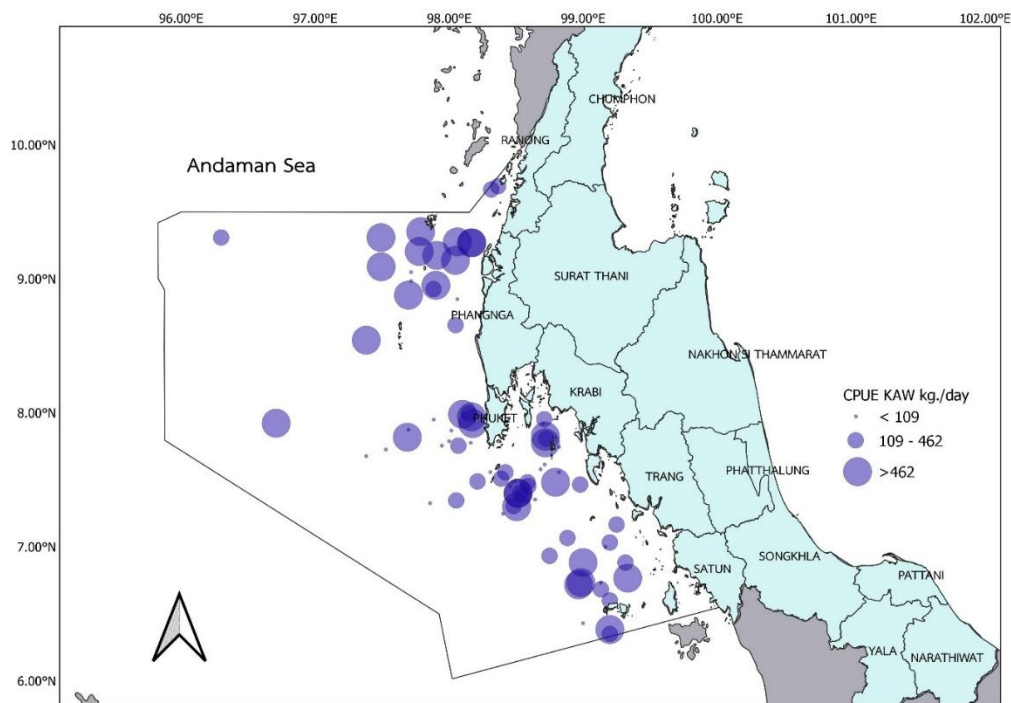 96.00°E 97.00°E 98.00°E 99.00°E 100.00°E 101.00°E 102.00°E
CHUMPHON
10.00°N
RANONG
Andaman Sea
9.00°N
SURAT THANI
PHANGNGA
NAKHON SI THAMMARAT
KRABI
CPUE KAW kg./day
8.00°N
PHUKET
< 109
109 - 462
>462
TRANG
PHATTHALUNG
7.00°N
SATUN
SONGKHLA
PATTANI
YALA
NARATHIWAT
6.00°N